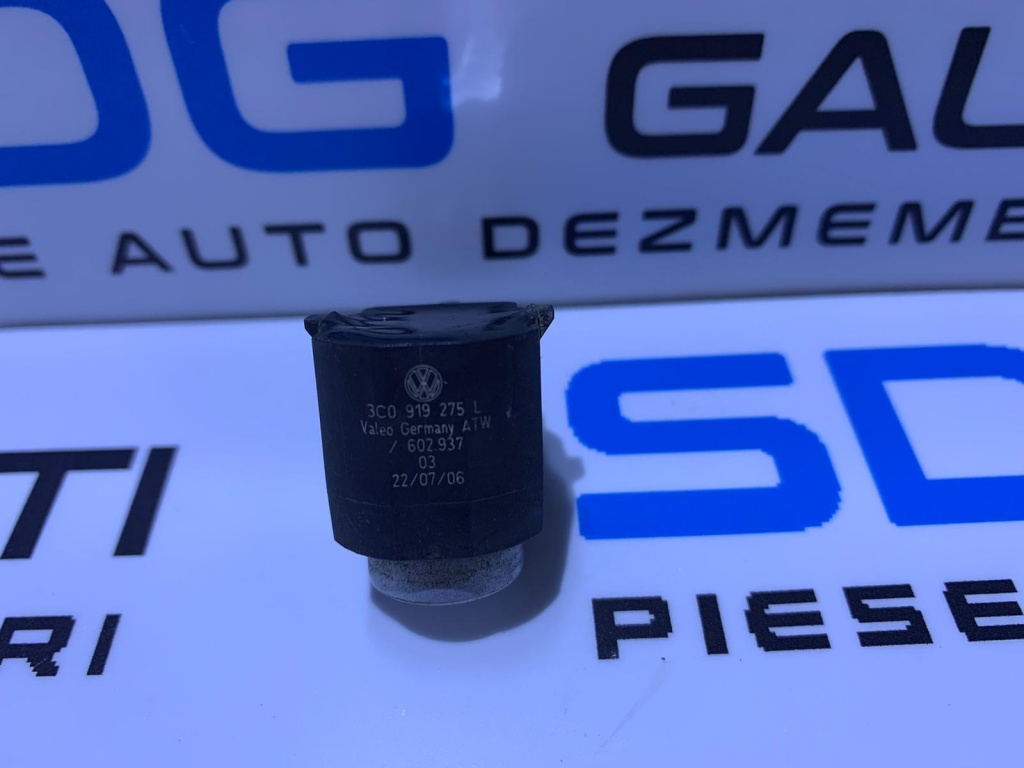 DG GAL
E AUTO DEZMEME
3C0 919 275 L
Valeo Germany ATW
/ 602.937
03
22/07/06
TI SD
RI PIESE